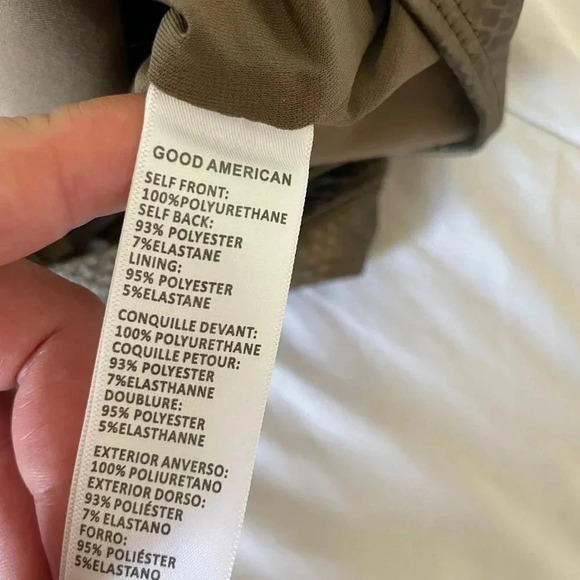 GOOD AMERICAN
SELF FRONT:
100%POLYURETHANE
SELF BACK:
93% POLYESTER
7%ELASTANE
LINING:
95% POLYESTER
5%ELASTANE
CONQUILLE DEVANT:
100% POLYURETHANE
COQUILLE PETOUR:
93% POLYESTER
7%ELASTHANNE
DOUBLURE:
95% POLYESTER
5%ELASTHANNE
EXTERIOR ANVERSO:
100% POLIURETANO
EXTERIOR DORSO:
93% POLIÉSTER
7% ELASTANO
FORRO:
95% POLIÉSTER
5%ELASTANO